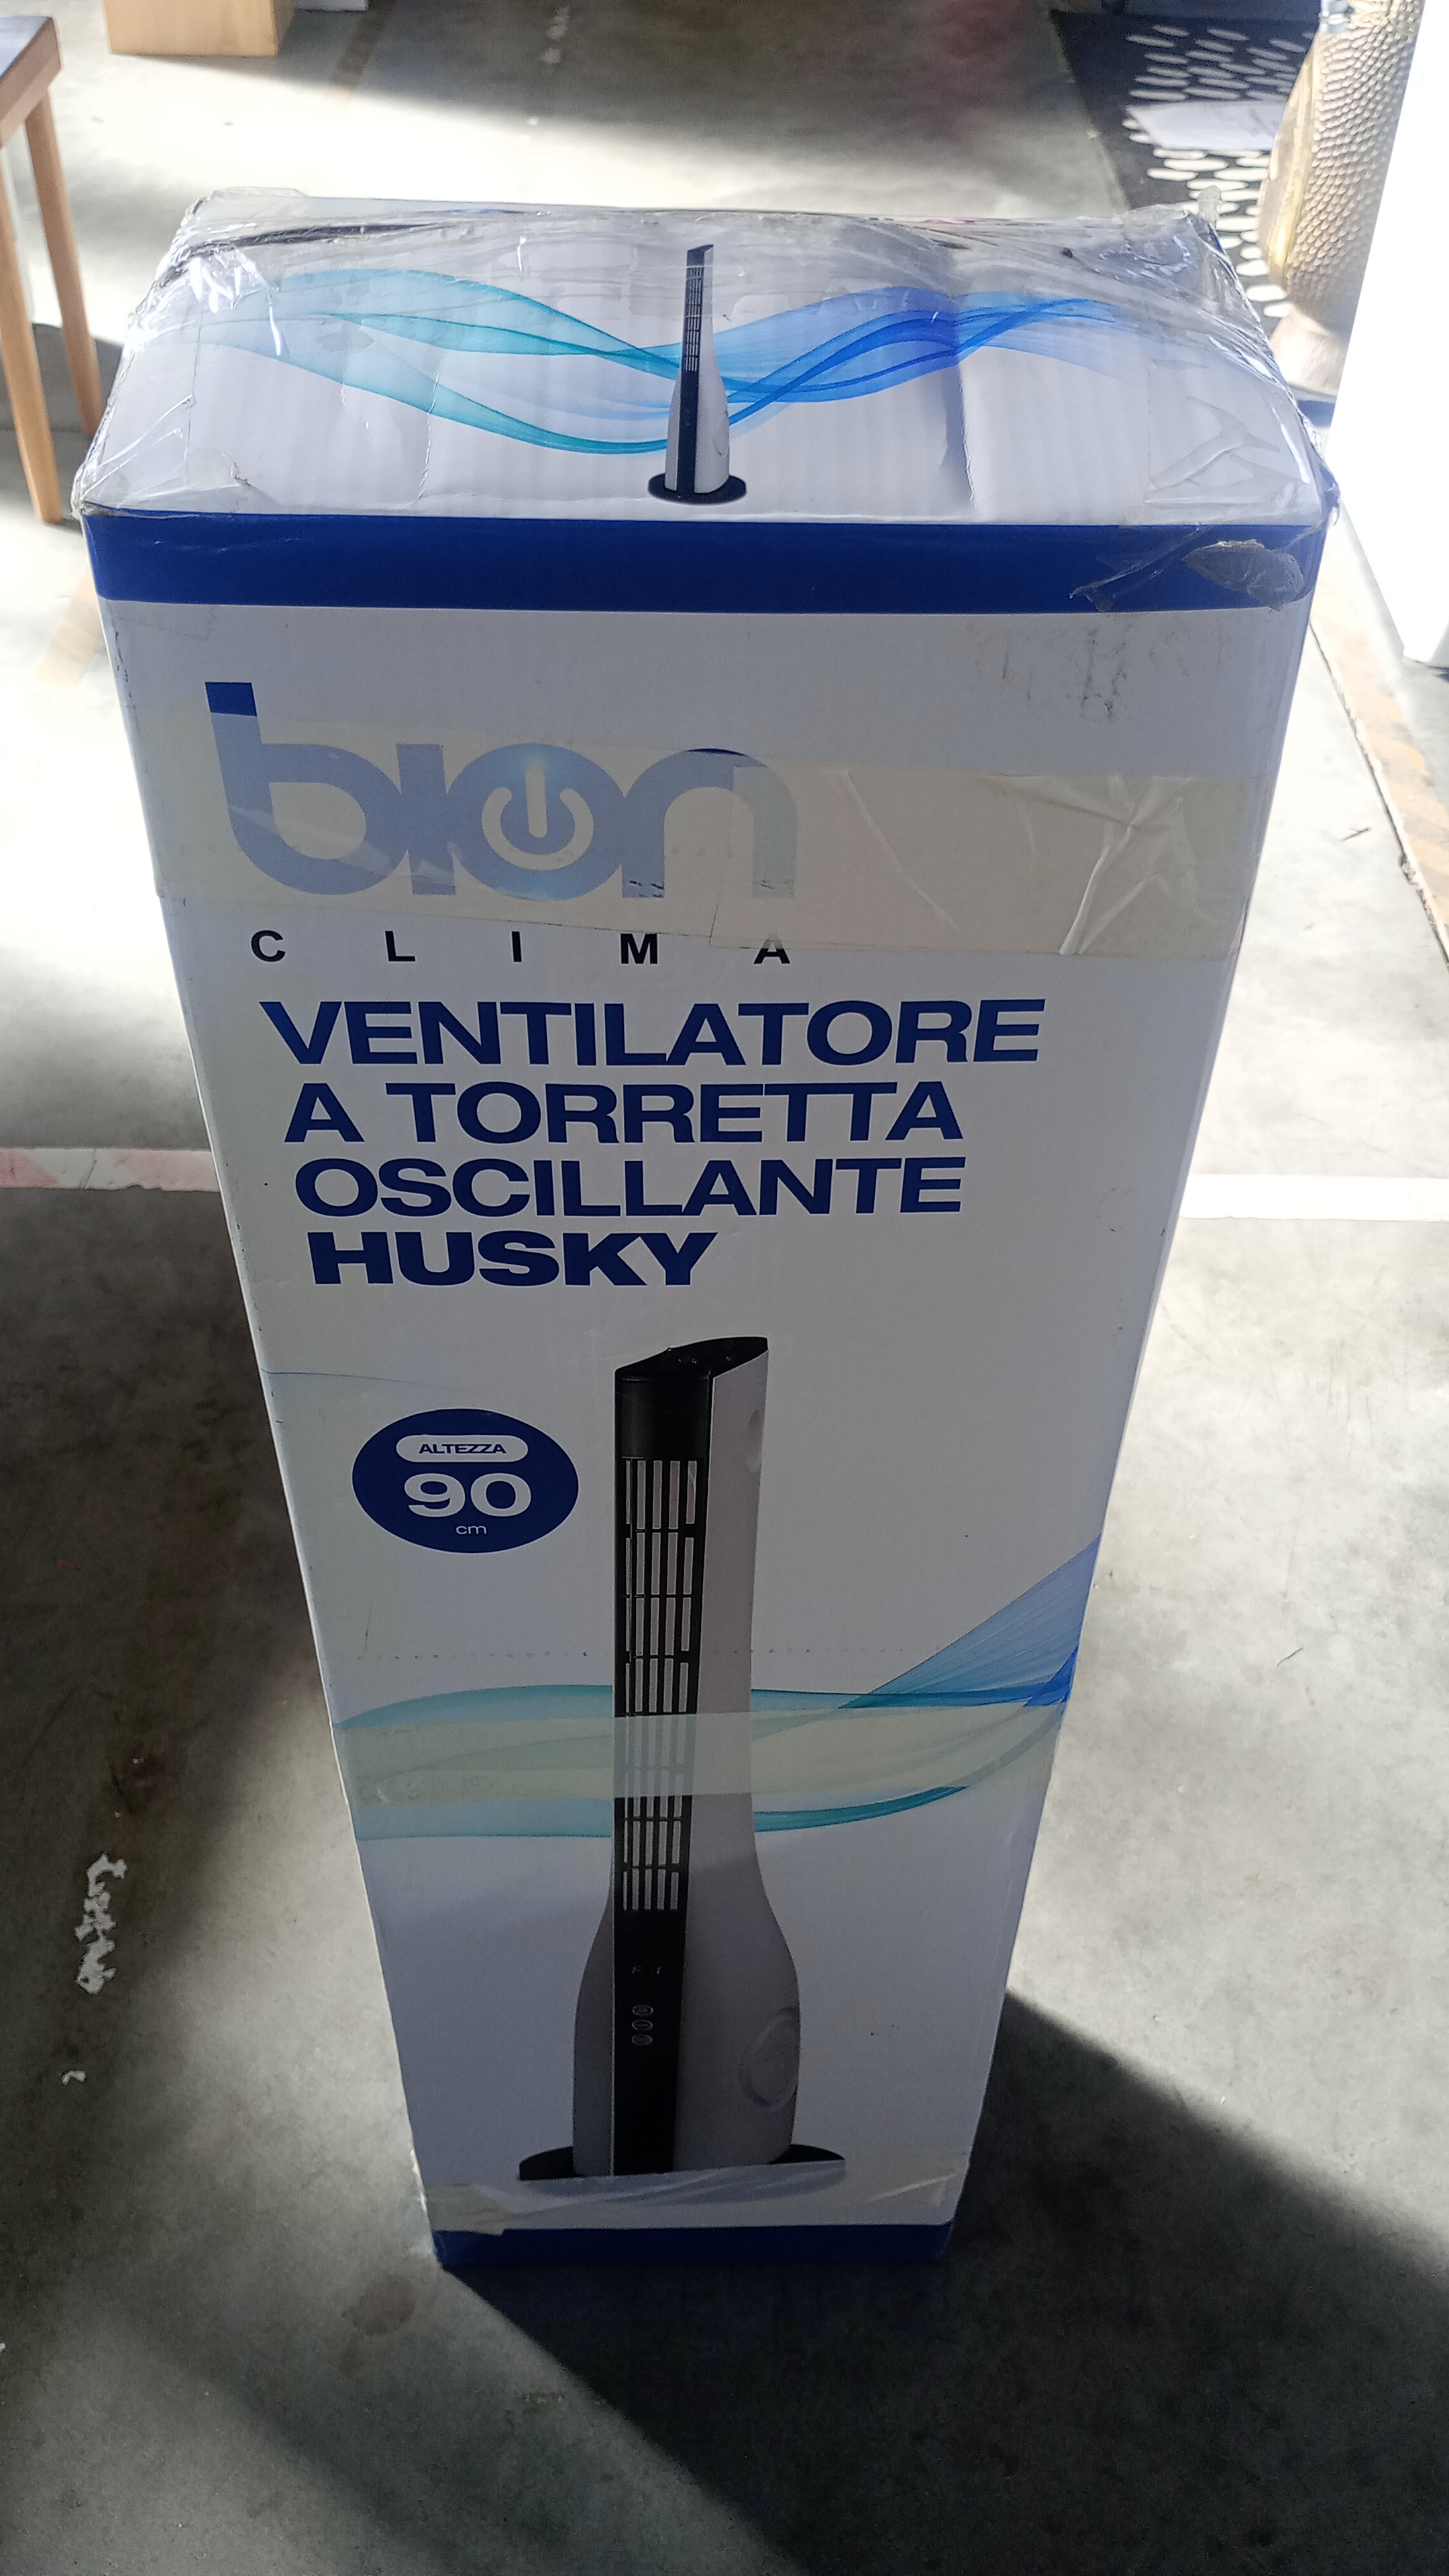 bion
CLIMA
VENTILATORE
A TORRETTA
OSCILLANTE
HUSKY
ALTEZZA
90
cm